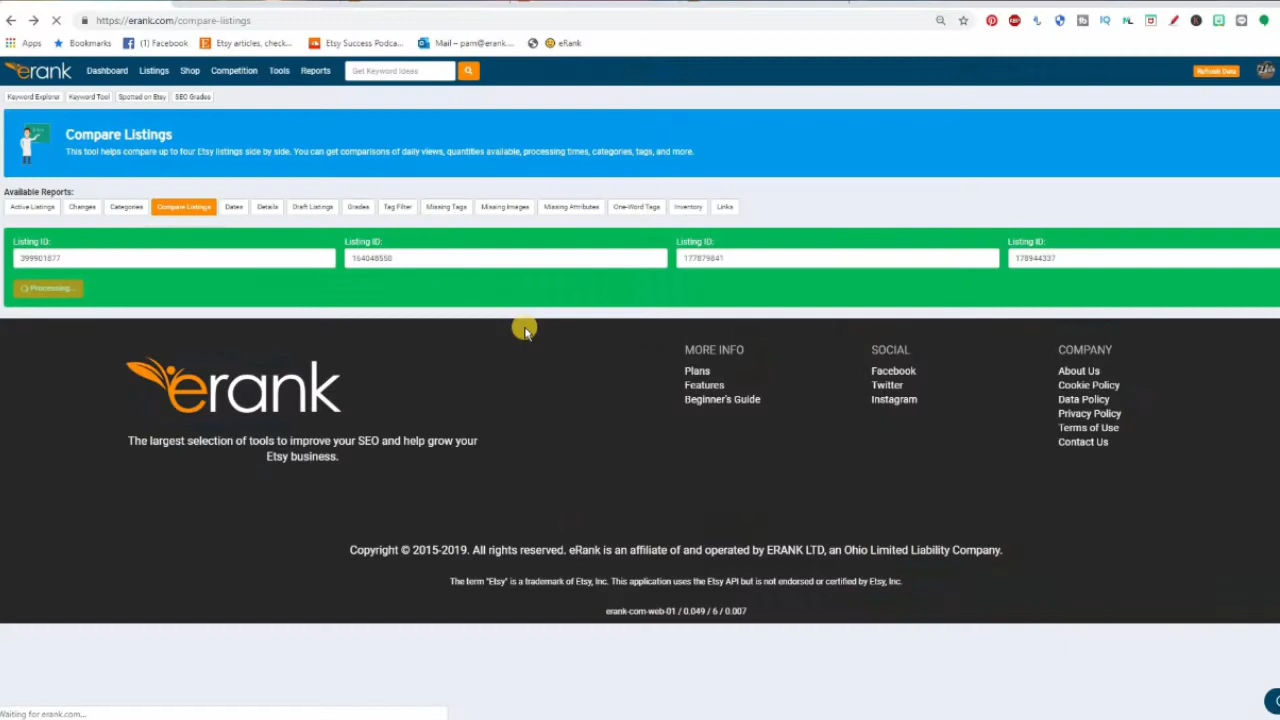 https://erank.com/compare-listings
Apps Bookmarks (1) Facebook Etsy articles, check... Etsy Success Podca... Mail – pam@erank.... eRank
erank Dashboard Listings Shop Competition Tools Reports Get Keyword Ideas Refresh Data
Keyword Explorer Keyword Tool Spotted on Etsy SEO Grades
Compare Listings
This tool helps compare up to four Etsy listings side by side. You can get comparisons of daily views, quantities available, processing times, categories, tags, and more.
Available Reports:
Active Listings Changes Categories Compare Listings Dates Details Draft Listings Grades Tag Filter Missing Tags Missing Images Missing Attributes One-Word Tags Inventory Links
Listing ID: Listing ID: Listing ID: Listing ID:
399901877 164048550 177879841 178944337
Processing...
erank
The largest selection of tools to improve your SEO and help grow your
Etsy business.
MORE INFO
Plans
Features
Beginner's Guide
SOCIAL
Facebook
Twitter
Instagram
COMPANY
About Us
Cookie Policy
Data Policy
Privacy Policy
Terms of Use
Contact Us
Copyright © 2015-2019. All rights reserved. eRank is an affiliate of and operated by ERANK LTD, an Ohio Limited Liability Company.
The term "Etsy" is a trademark of Etsy, Inc. This application uses the Etsy API but is not endorsed or certified by Etsy, Inc.
erank-com-web-01 / 0.049 / 6 / 0.007
Waiting for erank.com...